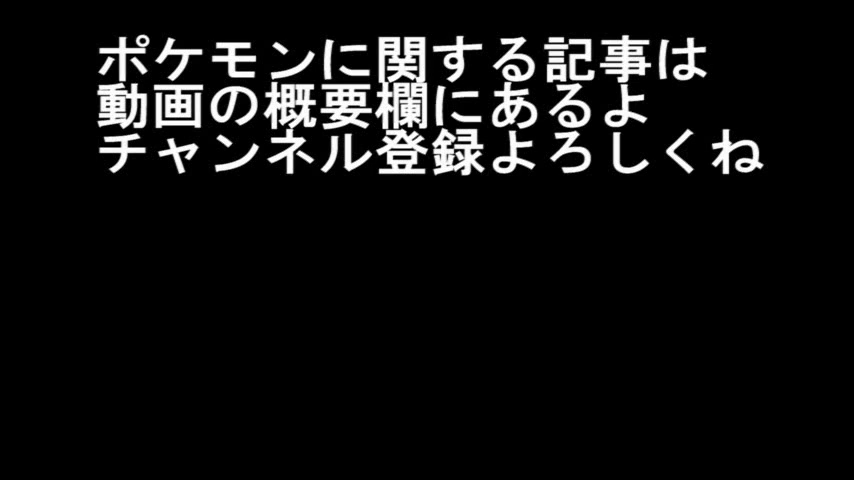 ポケモンに関する記事は
動画の概要欄にあるよ
チャンネル登録よろしくね